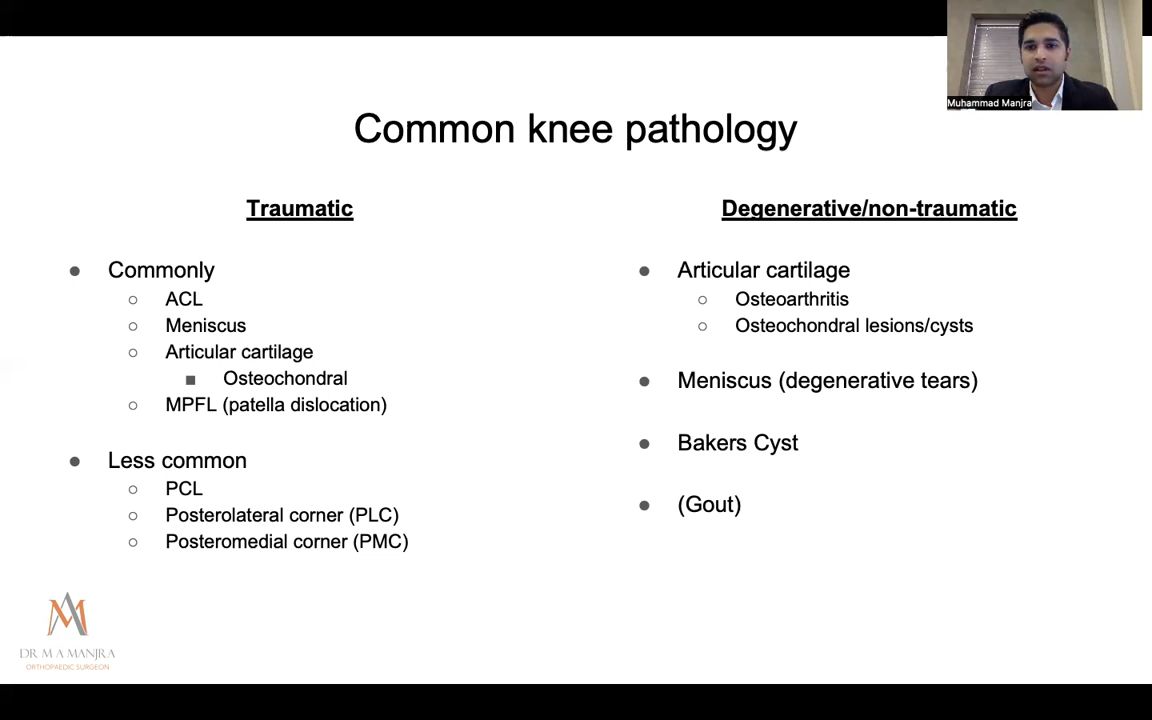 Muhammad Manjra
Common knee pathology
Traumatic
● Commonly
○ ACL
○ Meniscus
○ Articular cartilage
■ Osteochondral
○ MPFL (patella dislocation)
● Less common
○ PCL
○ Posterolateral corner (PLC)
○ Posteromedial corner (PMC)
Degenerative/non-traumatic
● Articular cartilage
○ Osteoarthritis
○ Osteochondral lesions/cysts
● Meniscus (degenerative tears)
● Bakers Cyst
● (Gout)
DR M A MANJRA
ORTHOPAEDIC SURGEON